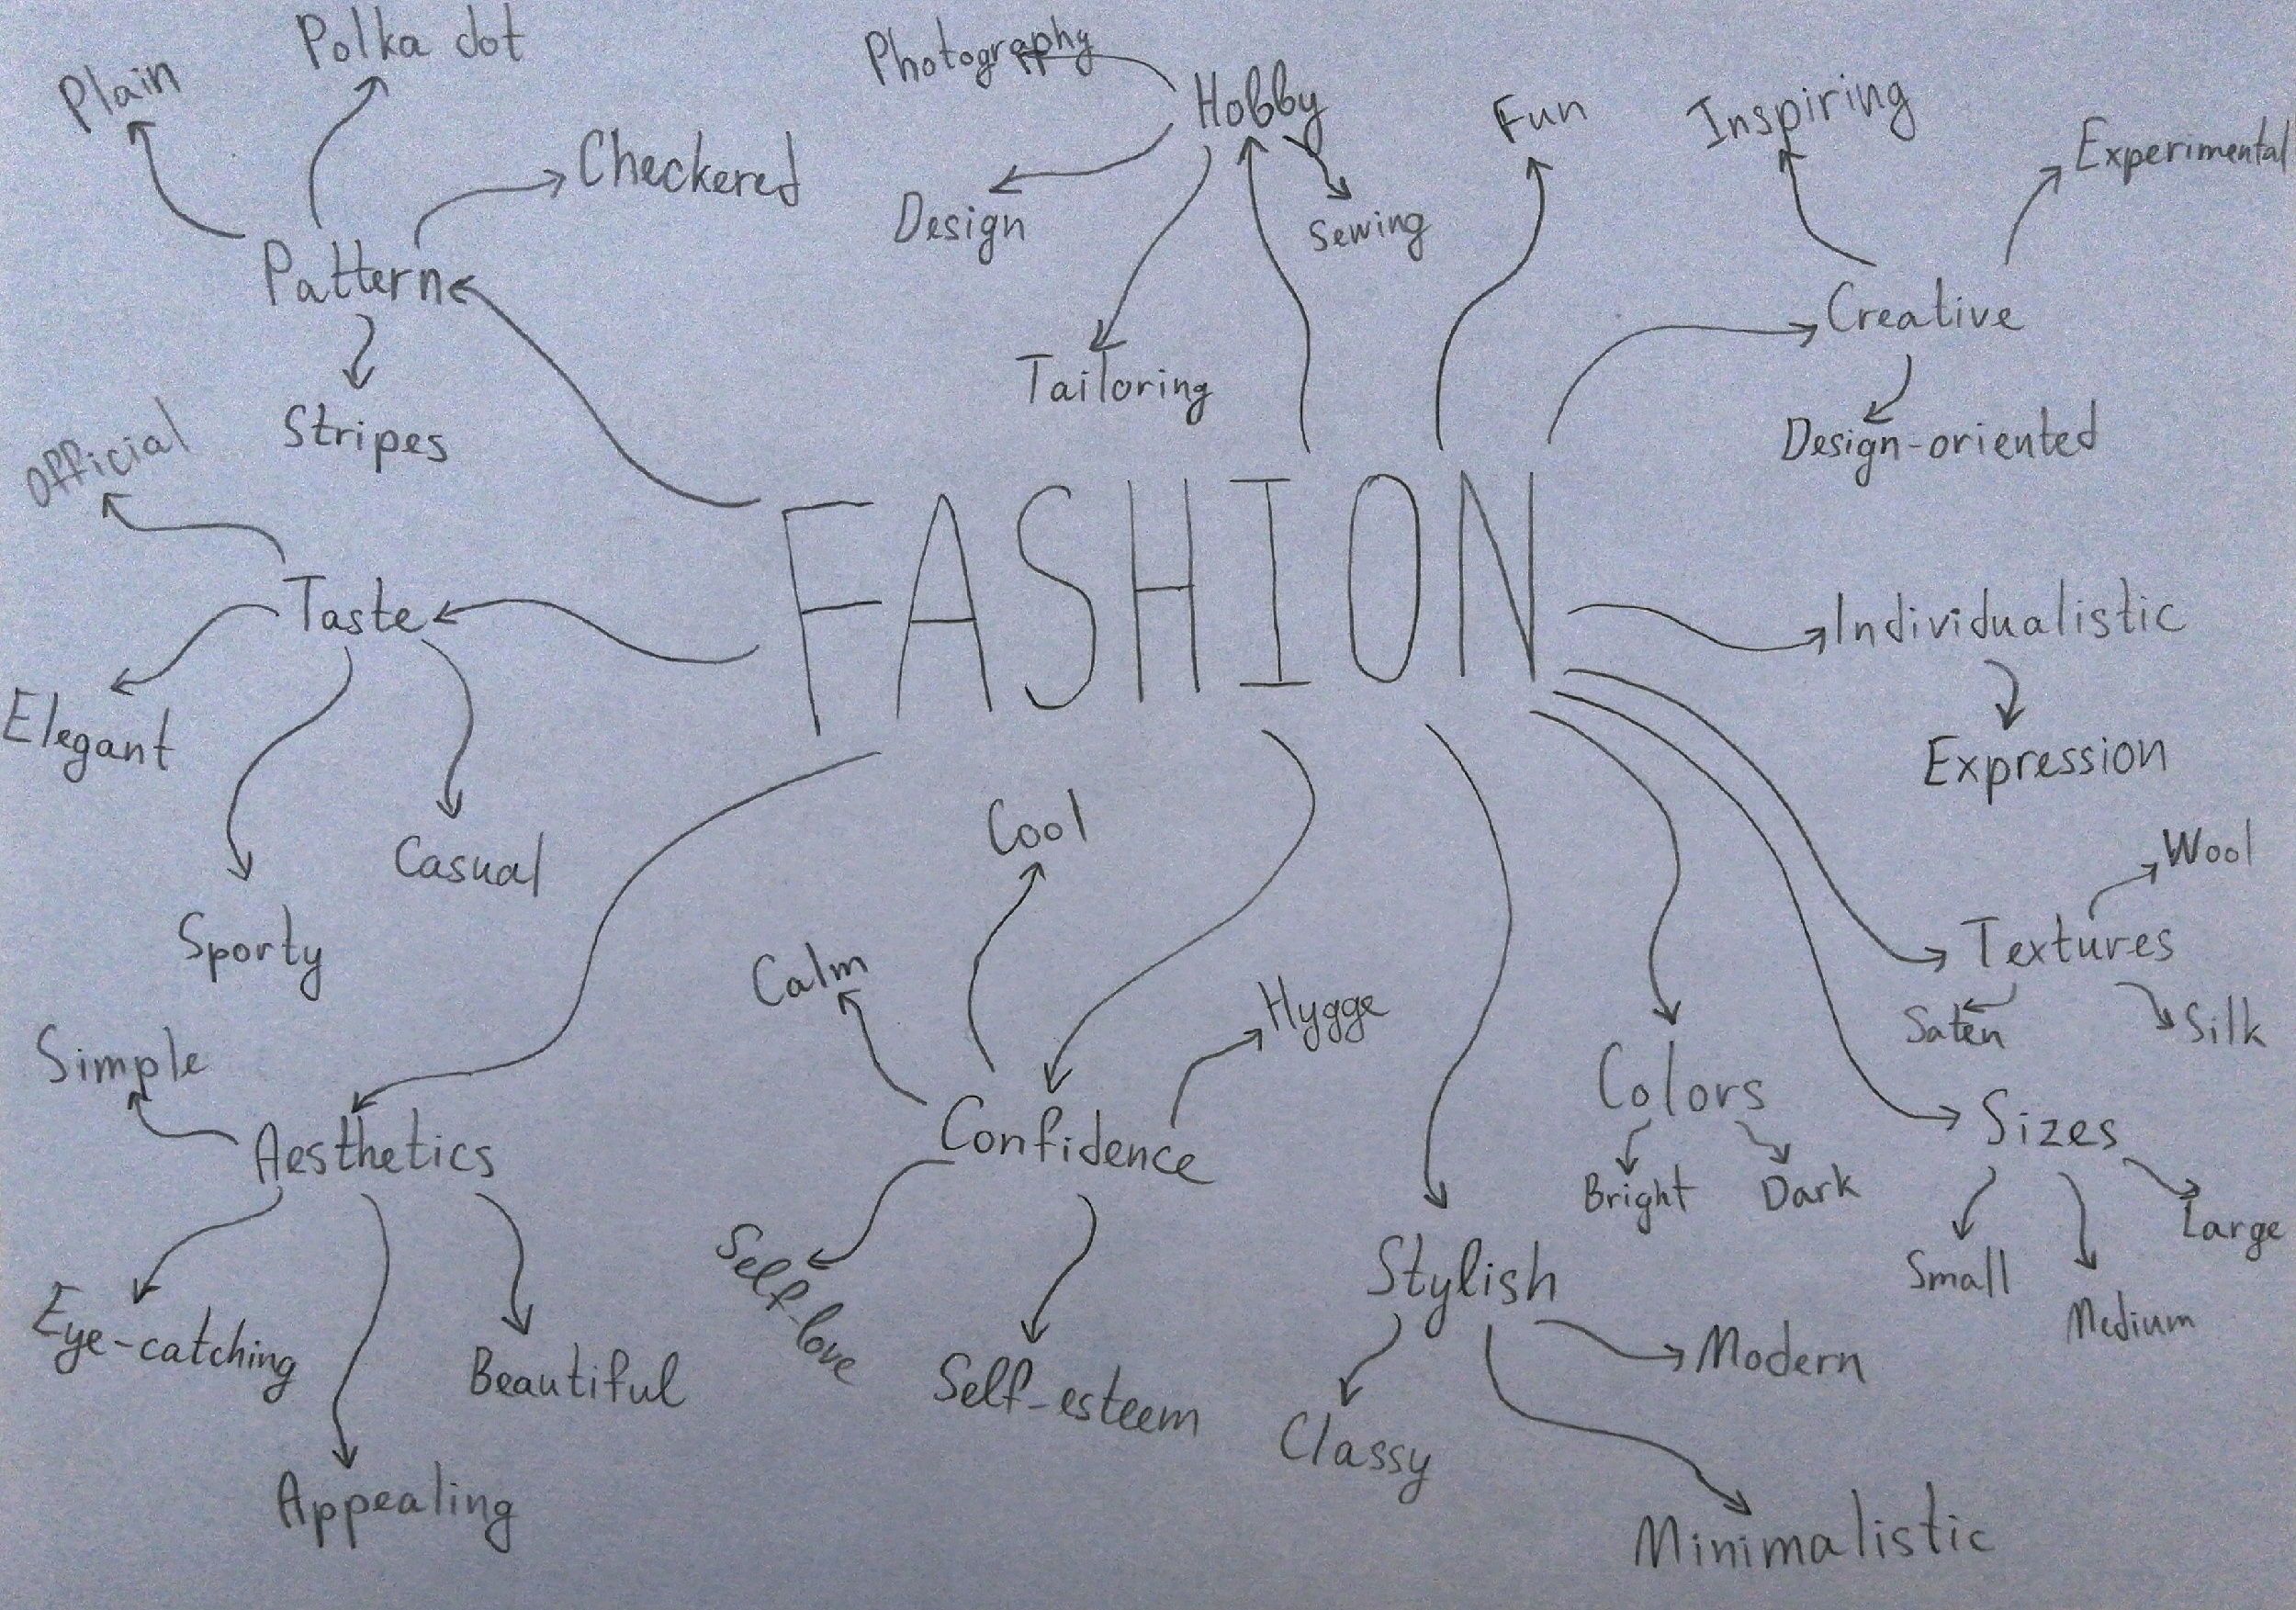 Polka dot
Plain
Checkered
Pattern
Stripes
Photography
Hobby
Design
Sewing
Tailoring
Fun
Inspiring
Experimental
Creative
Design-oriented
Official
Taste
Elegant
Casual
Sporty
FASHION
Individualistic
Expression
Cool
Calm
Hygge
Confidence
Self-love
Self-esteem
Wool
Textures
Saten
Silk
Colors
Bright
Dark
Sizes
Small
Medium
Large
Simple
Aesthetics
Eye-catching
Beautiful
Appealing
Stylish
Modern
Classy
Minimalistic